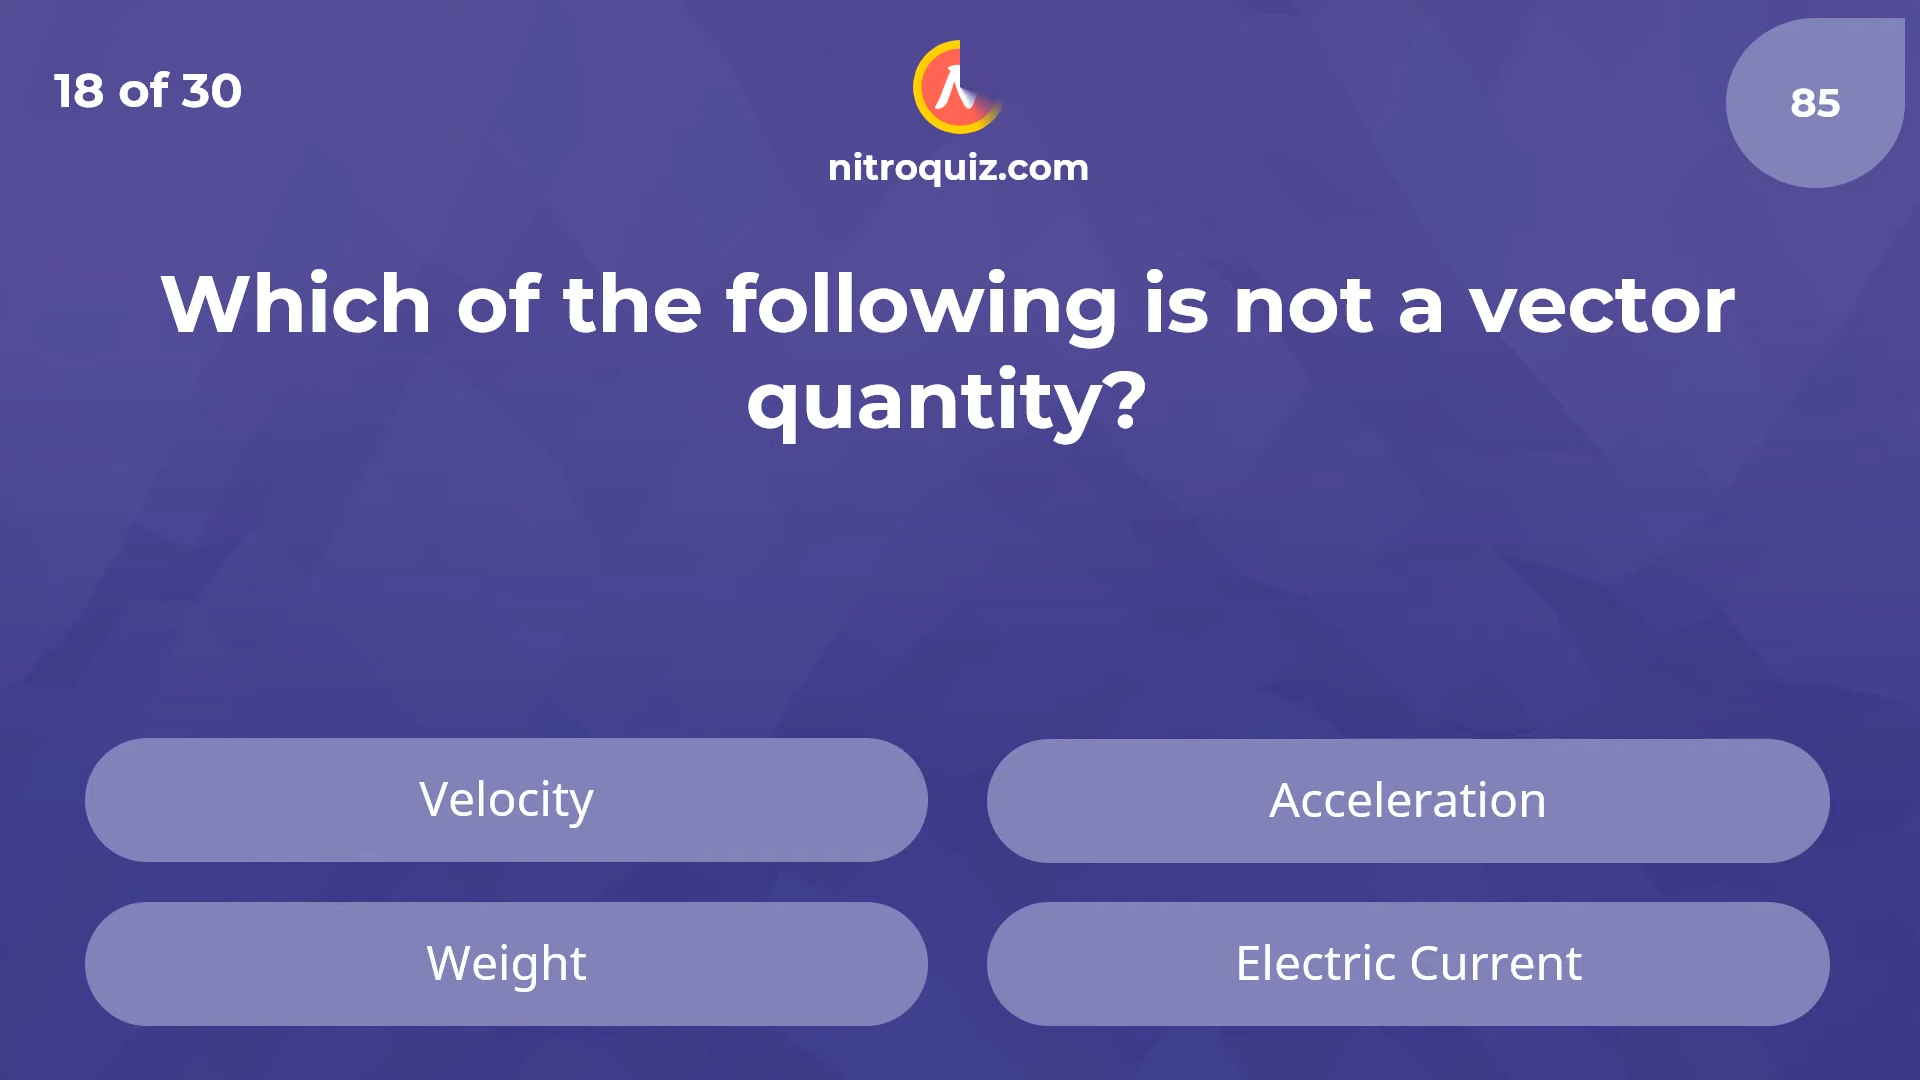 18 of 30
nitroquiz.com
85
Which of the following is not a vector
quantity?
Velocity
Acceleration
Weight
Electric Current